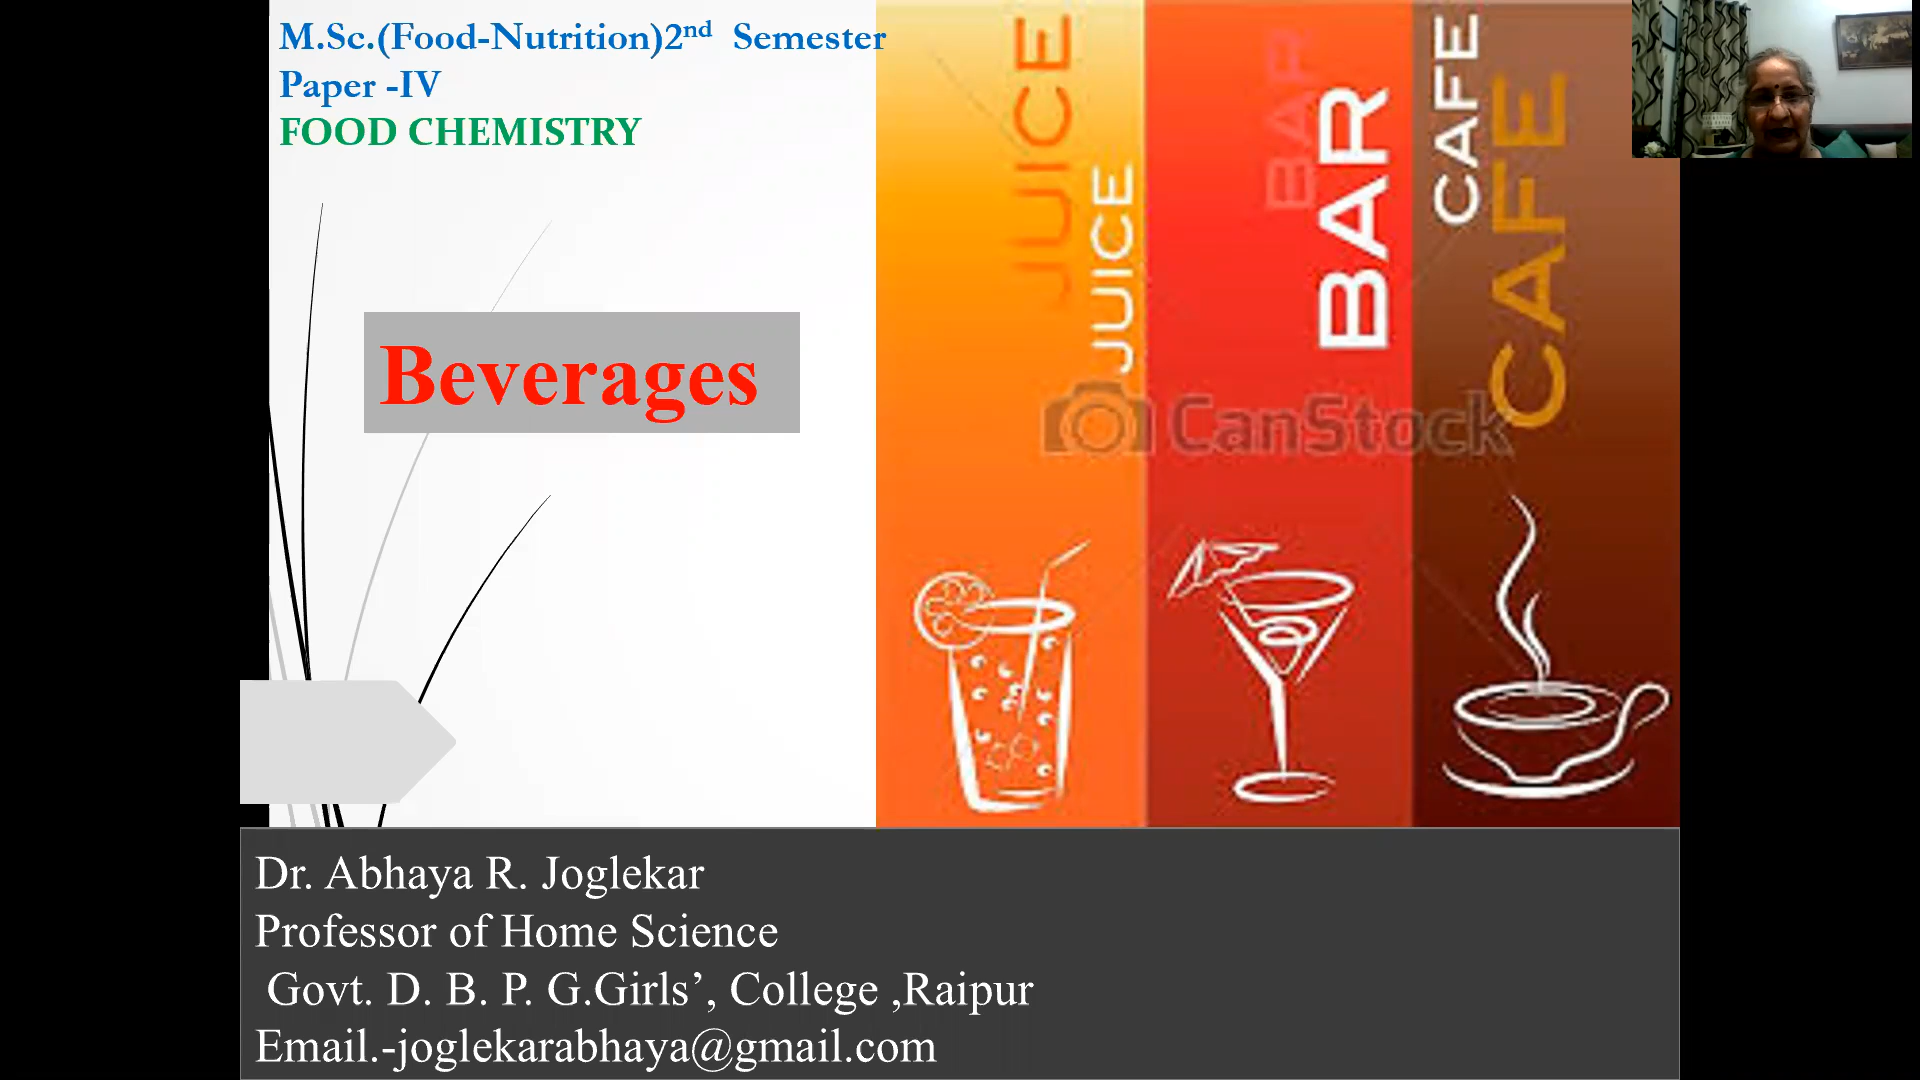 M.Sc.(Food-Nutrition)2nd Semester
Paper -IV
FOOD CHEMISTRY
Beverages
JUICE
JUICE
BAR
BAR
CAFE
CAFE
CanStock
Dr. Abhaya R. Joglekar
Professor of Home Science
Govt. D. B. P. G.Girls’, College ,Raipur
Email.-joglekarabhaya@gmail.com